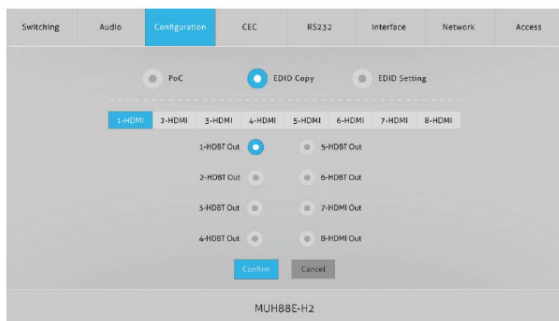 Switching Audio Configuration CEC RS232 Interface Network Access
PoC EDID Copy EDID Setting
1-HDMI 2-HDMI 3-HDMI 4-HDMI 5-HDMI 6-HDMI 7-HDMI 8-HDMI
1-HDBT Out 5-HDBT Out
2-HDBT Out 6-HDBT Out
3-HDBT Out 7-HDMI Out
4-HDBT Out 8-HDMI Out
Confirm Cancel
MUH88E-H2